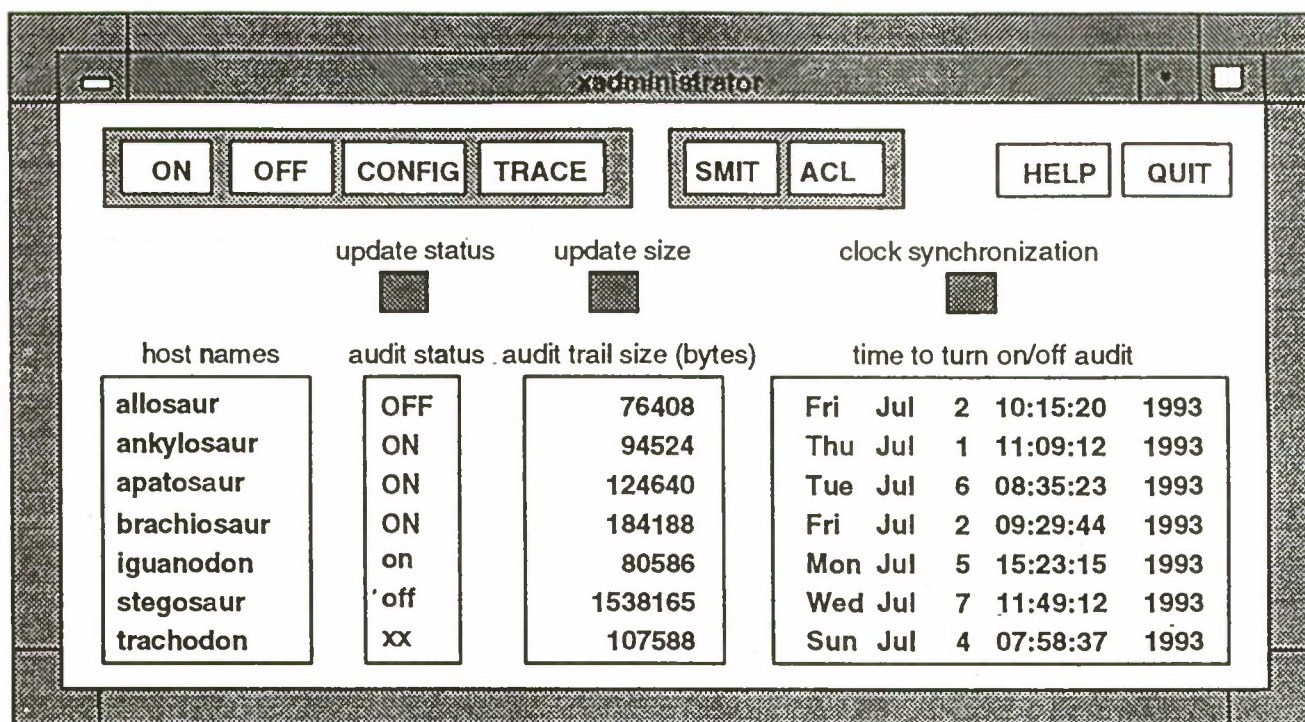 xadministrator
ON OFF CONFIG TRACE SMIT ACL HELP QUIT
update status update size clock synchronization
host names audit status audit trail size (bytes) time to turn on/off audit
allosaur OFF 76408 Fri Jul 2 10:15:20 1993
ankylosaur ON 94524 Thu Jul 1 11:09:12 1993
apatosaur ON 124640 Tue Jul 6 08:35:23 1993
brachiosaur ON 184188 Fri Jul 2 09:29:44 1993
iguanodon on 80586 Mon Jul 5 15:23:15 1993
stegosaur off 1538165 Wed Jul 7 11:49:12 1993
trachodon xx 107588 Sun Jul 4 07:58:37 1993